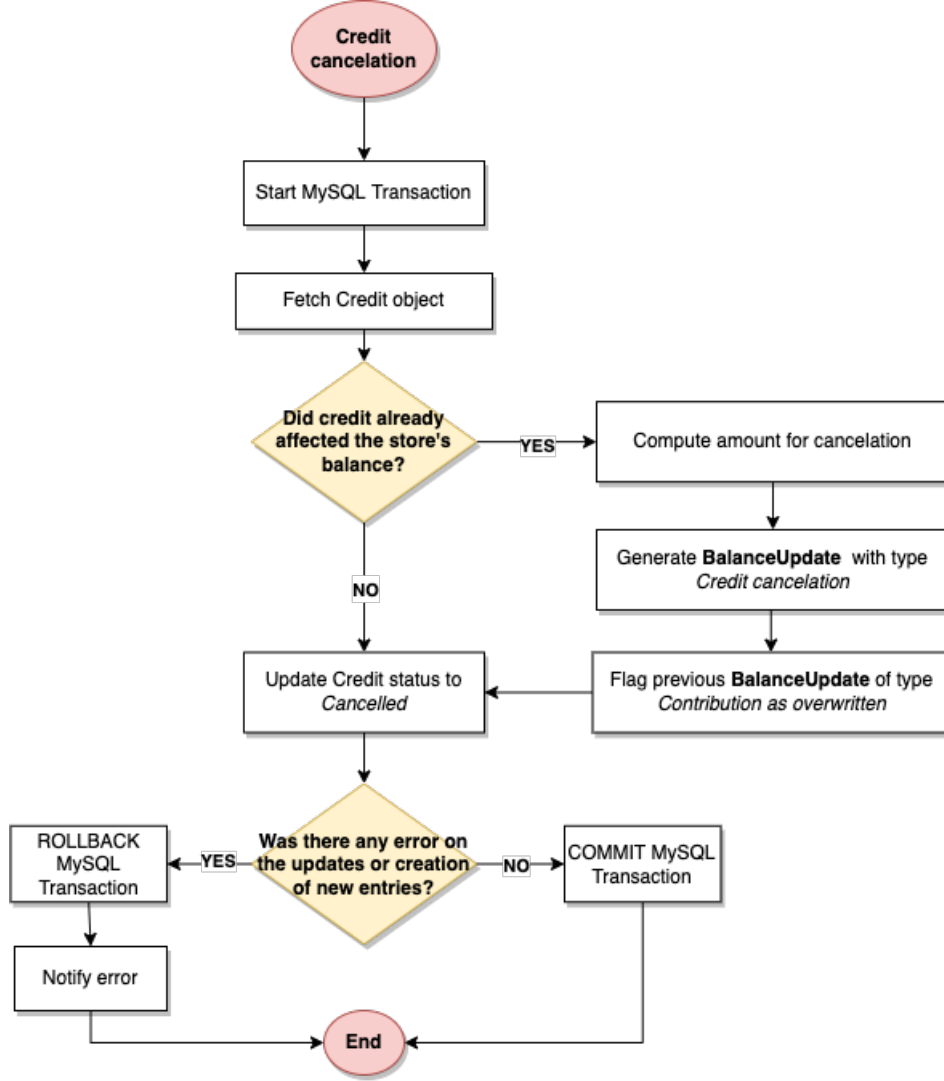 Credit
cancelation
Start MySQL Transaction
Fetch Credit object
Did credit already
affected the store's
balance?
YES
Compute amount for cancelation
Generate BalanceUpdate with type
Credit cancelation
NO
Update Credit status to
Cancelled
Flag previous BalanceUpdate of type
Contribution as overwritten
Was there any error on
the updates or creation
of new entries?
YES
ROLLBACK
MySQL
Transaction
NO
COMMIT MySQL
Transaction
Notify error
End